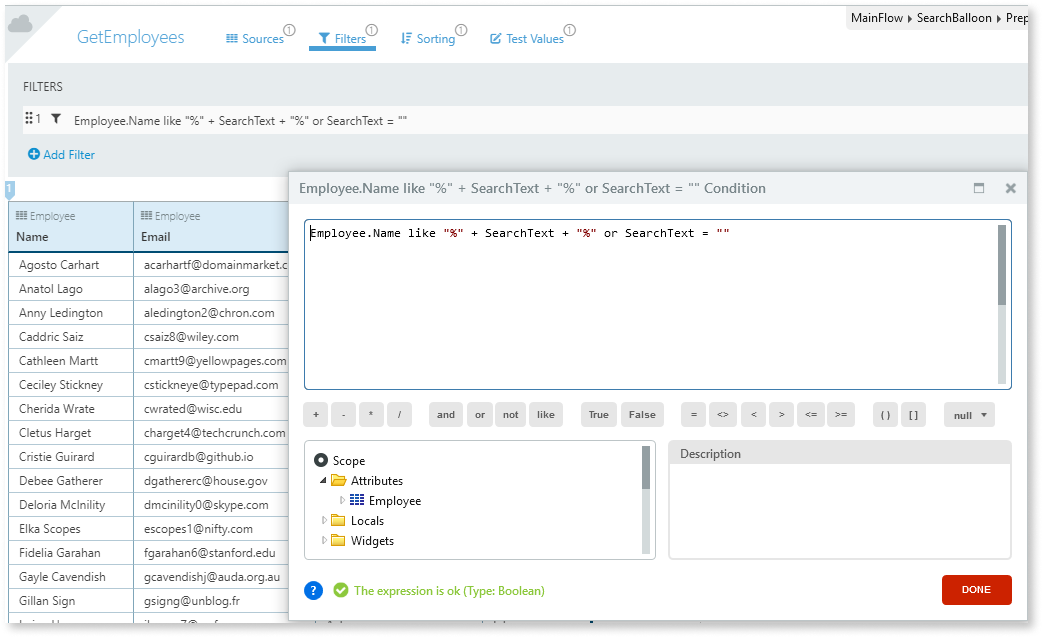 MainFlow ▸ SearchBalloon ▸ Prep
GetEmployees
Sources 1
Filters 1
Sorting 1
Test Values 1
FILTERS
1 Employee.Name like "%" + SearchText + "%" or SearchText = ""
Add Filter
1
Employee Employee
Name Email
Agosto Carhart acarhartf@domainmarket.c
Anatol Lago alago3@archive.org
Anny Ledington aledington2@chron.com
Caddric Saiz csaiz8@wiley.com
Cathleen Martt cmartt9@yellowpages.com
Ceciley Stickney cstickneye@typepad.com
Cherida Wrate cwrated@wisc.edu
Cletus Harget charget4@techcrunch.com
Cristie Guirard cguirardb@github.io
Debee Gatherer dgathererc@house.gov
Deloria McInility dmcinility0@skype.com
Elka Scopes escopes1@nifty.com
Fidelia Garahan fgarahan6@stanford.edu
Gayle Cavendish gcavendishj@auda.org.au
Gillan Sign gsigng@unblog.fr
Employee.Name like "%" + SearchText + "%" or SearchText = "" Condition
Employee.Name like "%" + SearchText + "%" or SearchText = ""
+ - * / and or not like True False = <> < > <= >= ( ) [ ] null
Scope
Attributes
Employee
Locals
Widgets
Description
? The expression is ok (Type: Boolean)
DONE